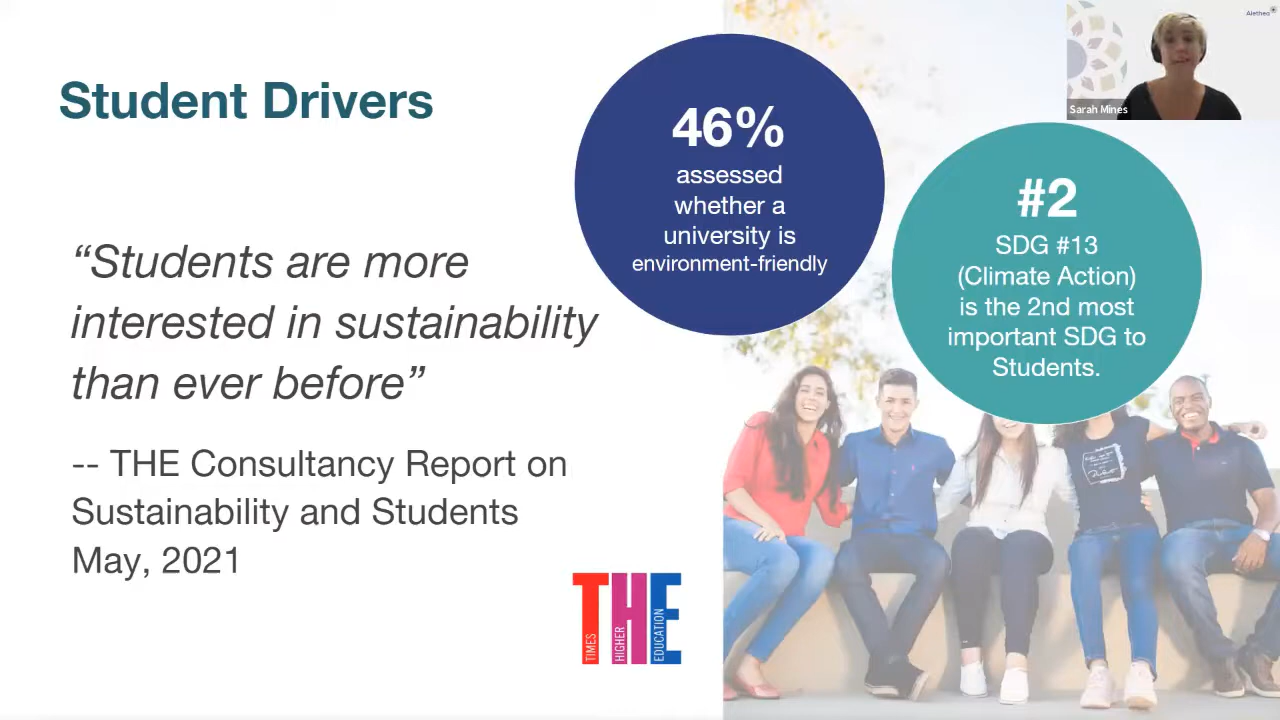 Student Drivers
“Students are more
interested in sustainability
than ever before”
-- THE Consultancy Report on
Sustainability and Students
May, 2021
THE
TIMES
HIGHER
EDUCATION
46%
assessed
whether a
university is
environment-friendly
#2
SDG #13
(Climate Action)
is the 2nd most
important SDG to
Students.
Sarah Mines